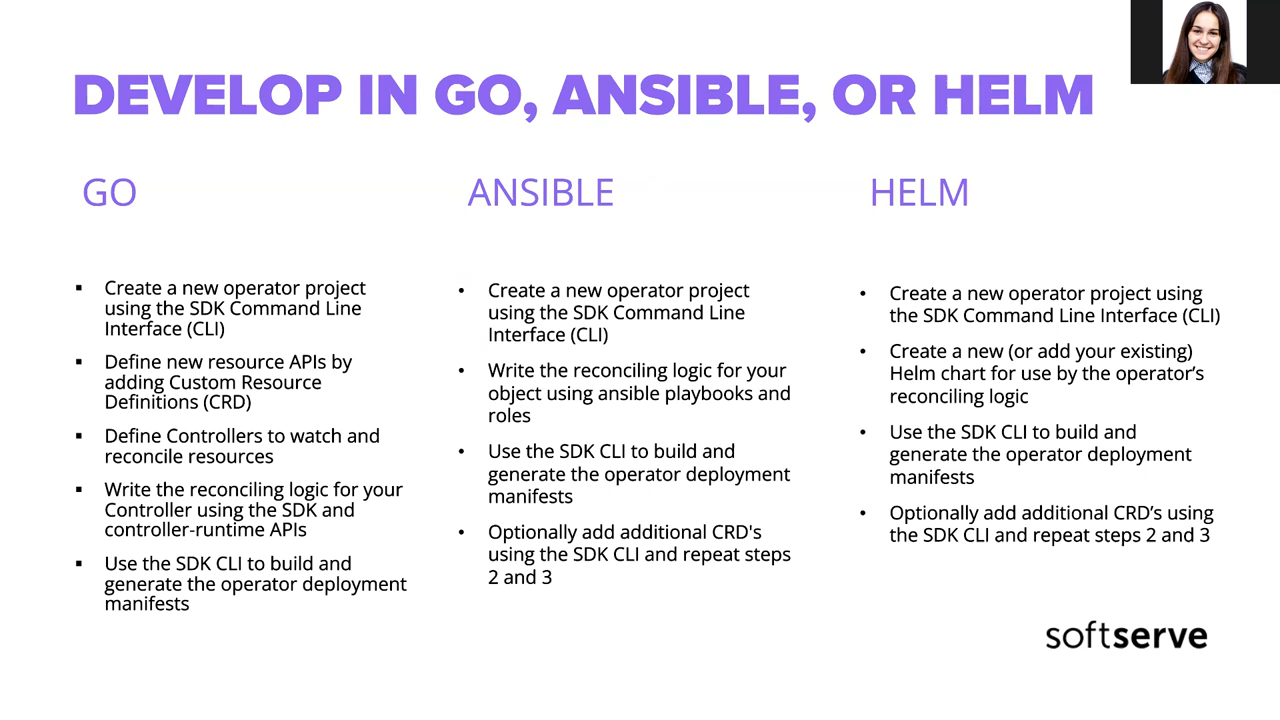 DEVELOP IN GO, ANSIBLE, OR HELM
GO
▪ Create a new operator project
using the SDK Command Line
Interface (CLI)
▪ Define new resource APIs by
adding Custom Resource
Definitions (CRD)
▪ Define Controllers to watch and
reconcile resources
▪ Write the reconciling logic for your
Controller using the SDK and
controller-runtime APIs
▪ Use the SDK CLI to build and
generate the operator deployment
manifests
ANSIBLE
• Create a new operator project
using the SDK Command Line
Interface (CLI)
• Write the reconciling logic for your
object using ansible playbooks and
roles
• Use the SDK CLI to build and
generate the operator deployment
manifests
• Optionally add additional CRD's
using the SDK CLI and repeat steps
2 and 3
HELM
• Create a new operator project using
the SDK Command Line Interface (CLI)
• Create a new (or add your existing)
Helm chart for use by the operator’s
reconciling logic
• Use the SDK CLI to build and
generate the operator deployment
manifests
• Optionally add additional CRD’s using
the SDK CLI and repeat steps 2 and 3
softserve